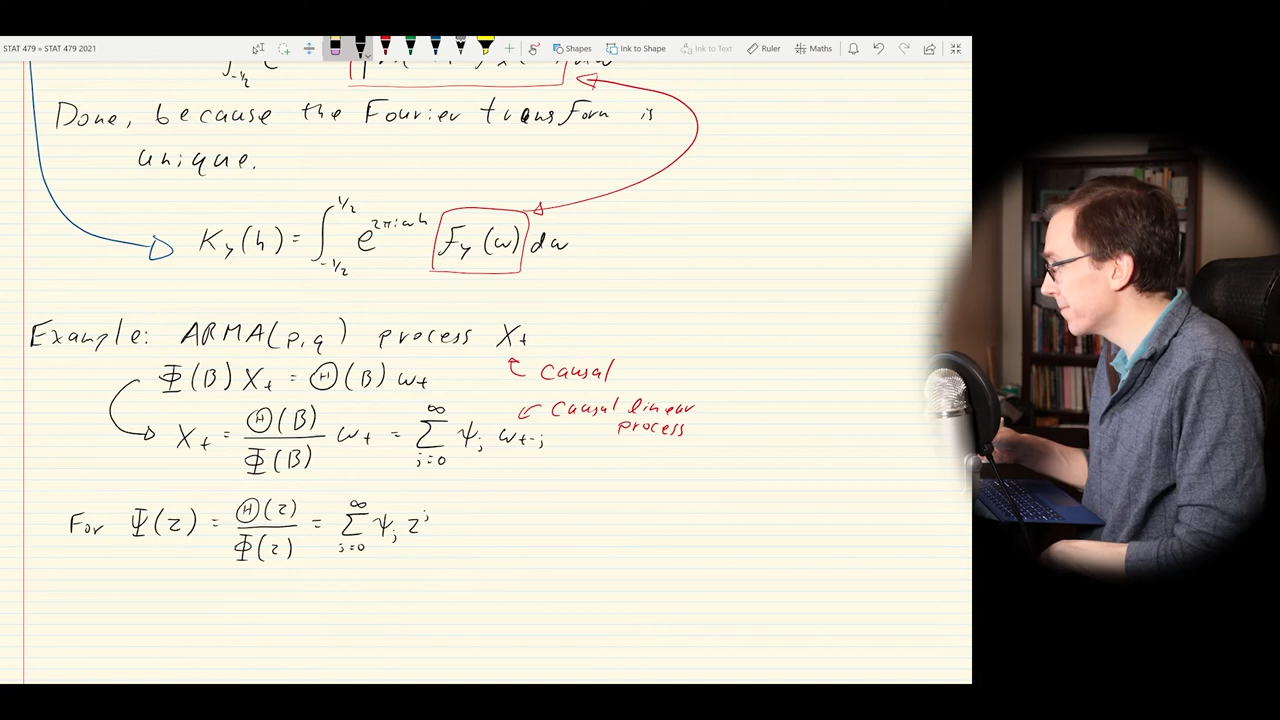 STAT 479 » STAT 479 2021
Shapes Ink to Shape Ink to Text Ruler Maths
∫_{-1/2}
Done, because the Fourier transform is
unique.
K_y(h) = ∫_{-1/2}^{1/2} e^{2πiωh} f_y(ω) dω
Example: ARMA(p,q) process X_t
Φ(B) X_t = Θ(B) w_t ← causal
X_t = Θ(B)/Φ(B) w_t = Σ_{j=0}^{∞} ψ_j w_{t-j} ← causal linear
process
For Ψ(z) = Θ(z)/Φ(z) = Σ_{j=0}^{∞} ψ_j z^j